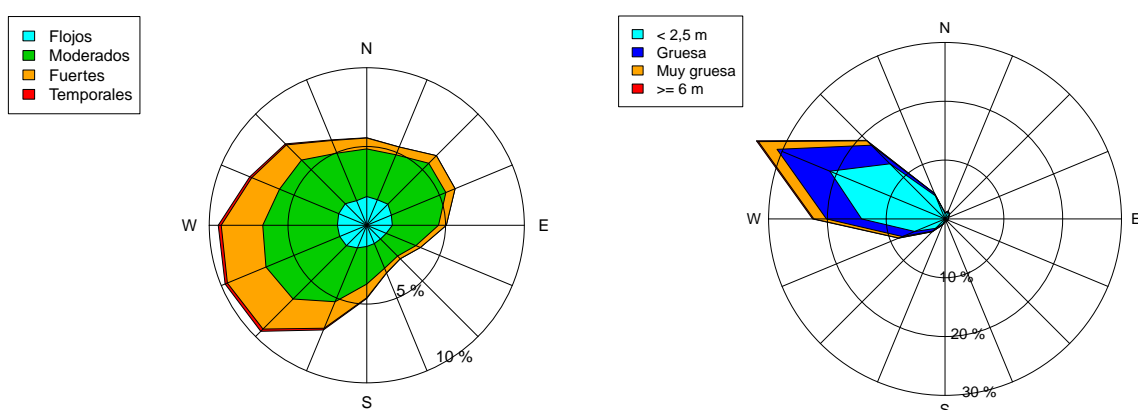 Flojos
Moderados
Fuertes
Temporales
N
W
E
S
5 %
10 %
< 2,5 m
Gruesa
Muy gruesa
>= 6 m
N
W
E
S
10 %
20 %
30 %